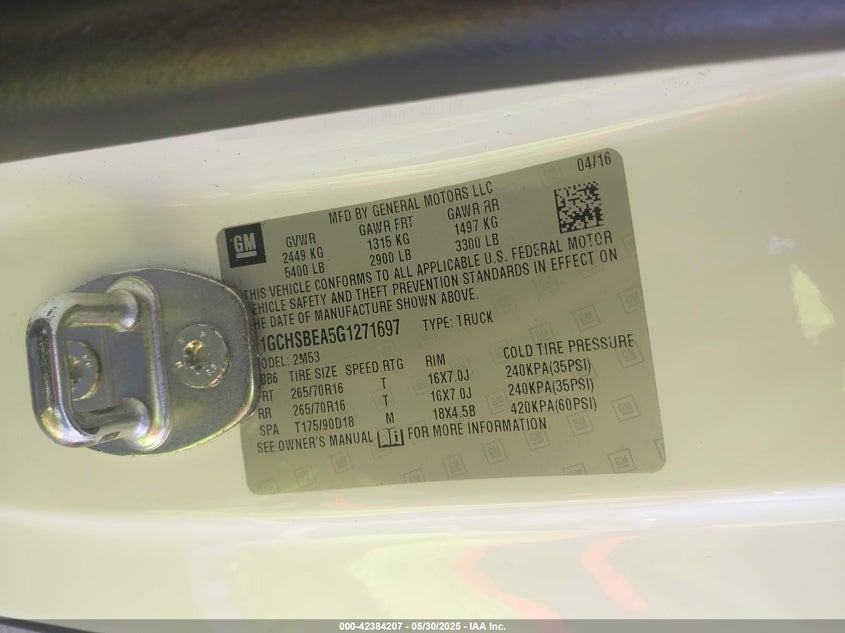 04/16
MFD BY GENERAL MOTORS LLC
GM
GVWR GAWR FRT GAWR RR
2449 KG 1315 KG 1497 KG
5400 LB 2900 LB 3300 LB
THIS VEHICLE CONFORMS TO ALL APPLICABLE U.S. FEDERAL MOTOR
VEHICLE SAFETY AND THEFT PREVENTION STANDARDS IN EFFECT ON
THE DATE OF MANUFACTURE SHOWN ABOVE.
1GCHSBEA5G1271697 TYPE: TRUCK
ODEL: 2M53
9B6 TIRE SIZE SPEED RTG RIM COLD TIRE PRESSURE
FRT 265/70R16 T 16X7.0J 240KPA(35PSI)
RR 265/70R16 T 16X7.0J 240KPA(35PSI)
SPA T175/90D18 M 18X4.5B 420KPA(60PSI)
SEE OWNER'S MANUAL FOR MORE INFORMATION
000-42384207 - 05/30/2025 - IAA Inc.